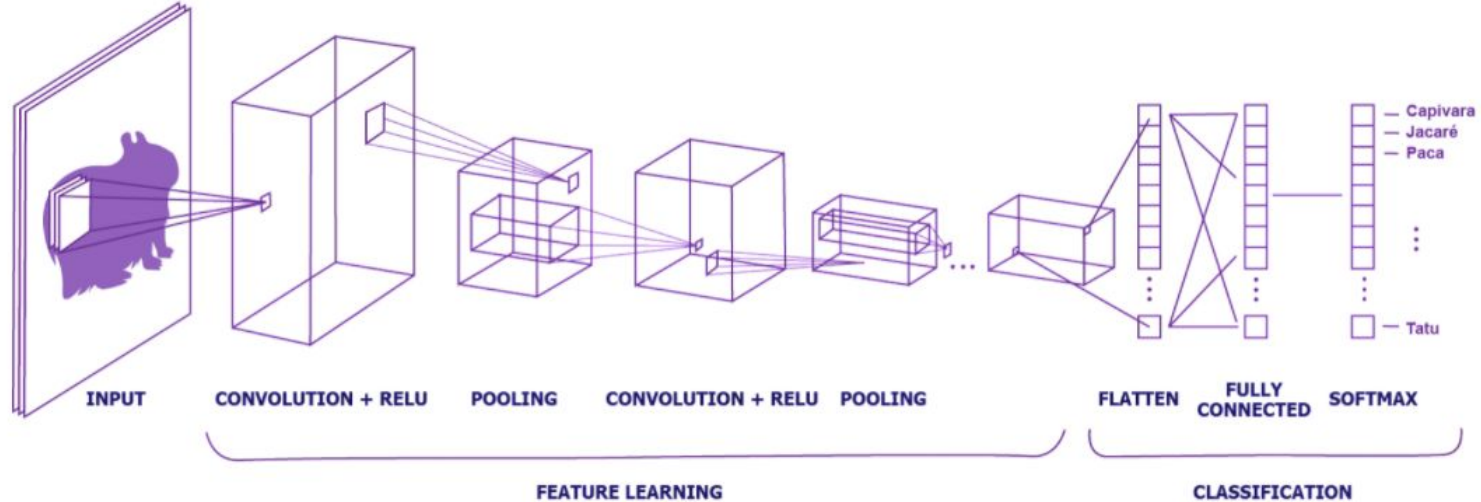 Capivara
Jacaré
Paca
Tatu
INPUT
CONVOLUTION + RELU
POOLING
CONVOLUTION + RELU
POOLING
FLATTEN
FULLY
CONNECTED
SOFTMAX
FEATURE LEARNING
CLASSIFICATION